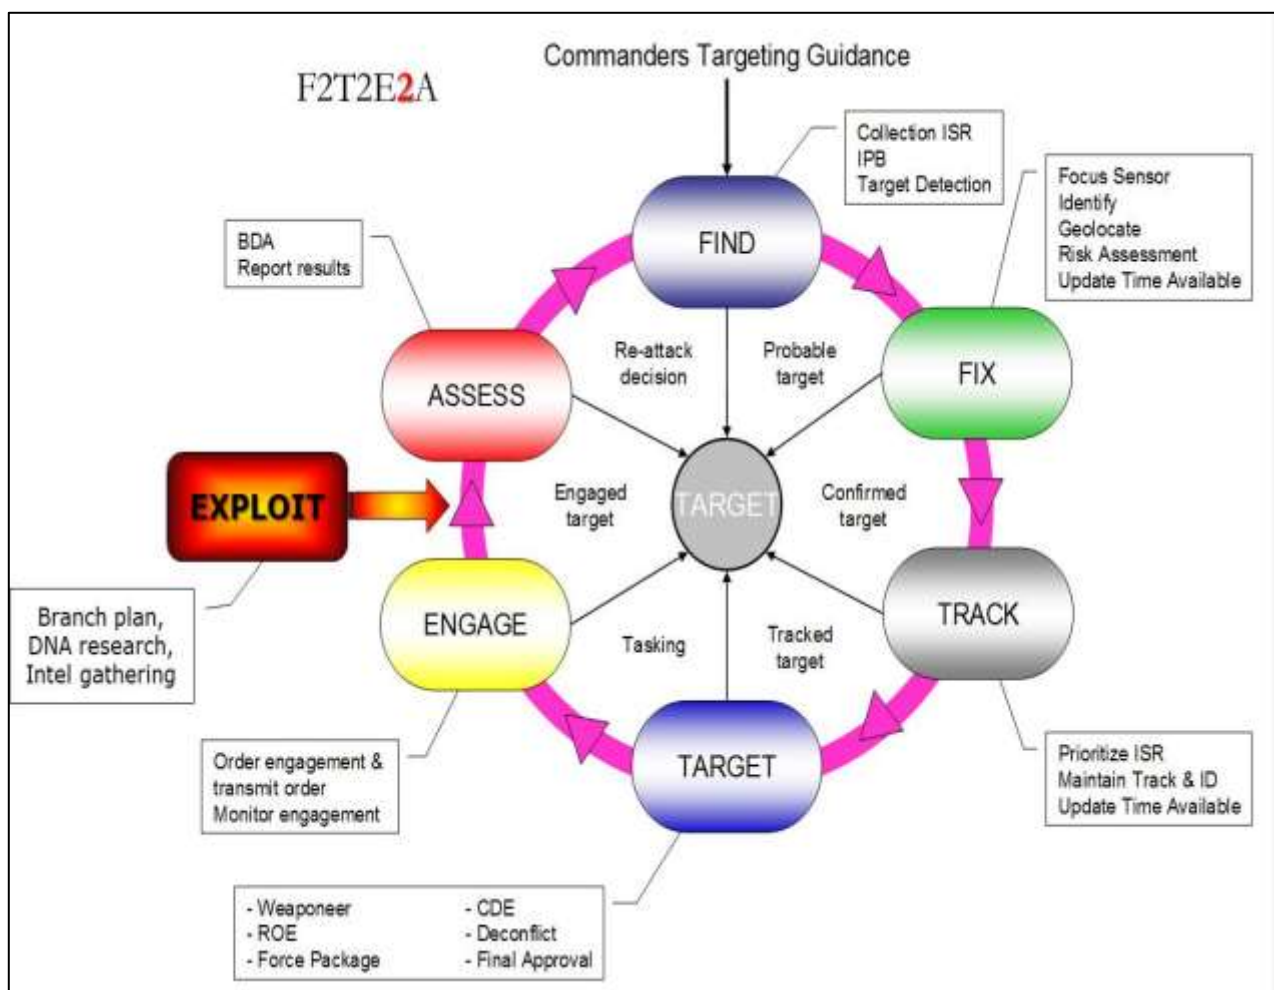 Commanders Targeting Guidance
F2T2E2A
Collection ISR
IPB
Target Detection
Focus Sensor
Identify
Geolocate
Risk Assessment
Update Time Available
BDA
Report results
FIND
FIX
ASSESS
Re-attack
decision
Probable
target
TARGET
Engaged
target
Confirmed
target
EXPLOIT
Branch plan,
DNA research,
Intel gathering
ENGAGE
TRACK
Tasking
Tracked
target
TARGET
Order engagement &
transmit order
Monitor engagement
Prioritize ISR
Maintain Track & ID
Update Time Available
- Weaponeer
- ROE
- Force Package
- CDE
- Deconflict
- Final Approval